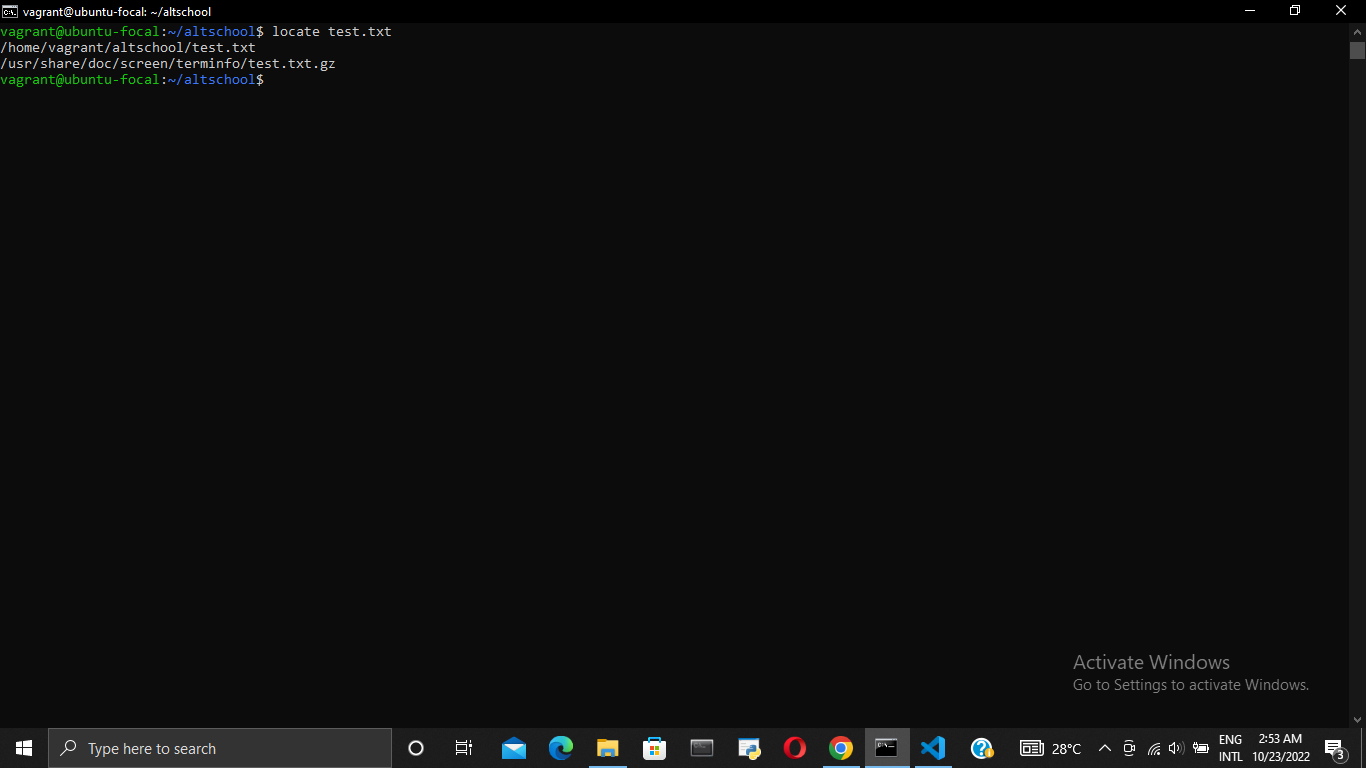 vagrant@ubuntu-focal: ~/altschool
vagrant@ubuntu-focal:~/altschool$ locate test.txt
/home/vagrant/altschool/test.txt
/usr/share/doc/screen/terminfo/test.txt.gz
vagrant@ubuntu-focal:~/altschool$
Activate Windows
Go to Settings to activate Windows.
Type here to search
28°C
ENG
INTL
2:53 AM
10/23/2022
3